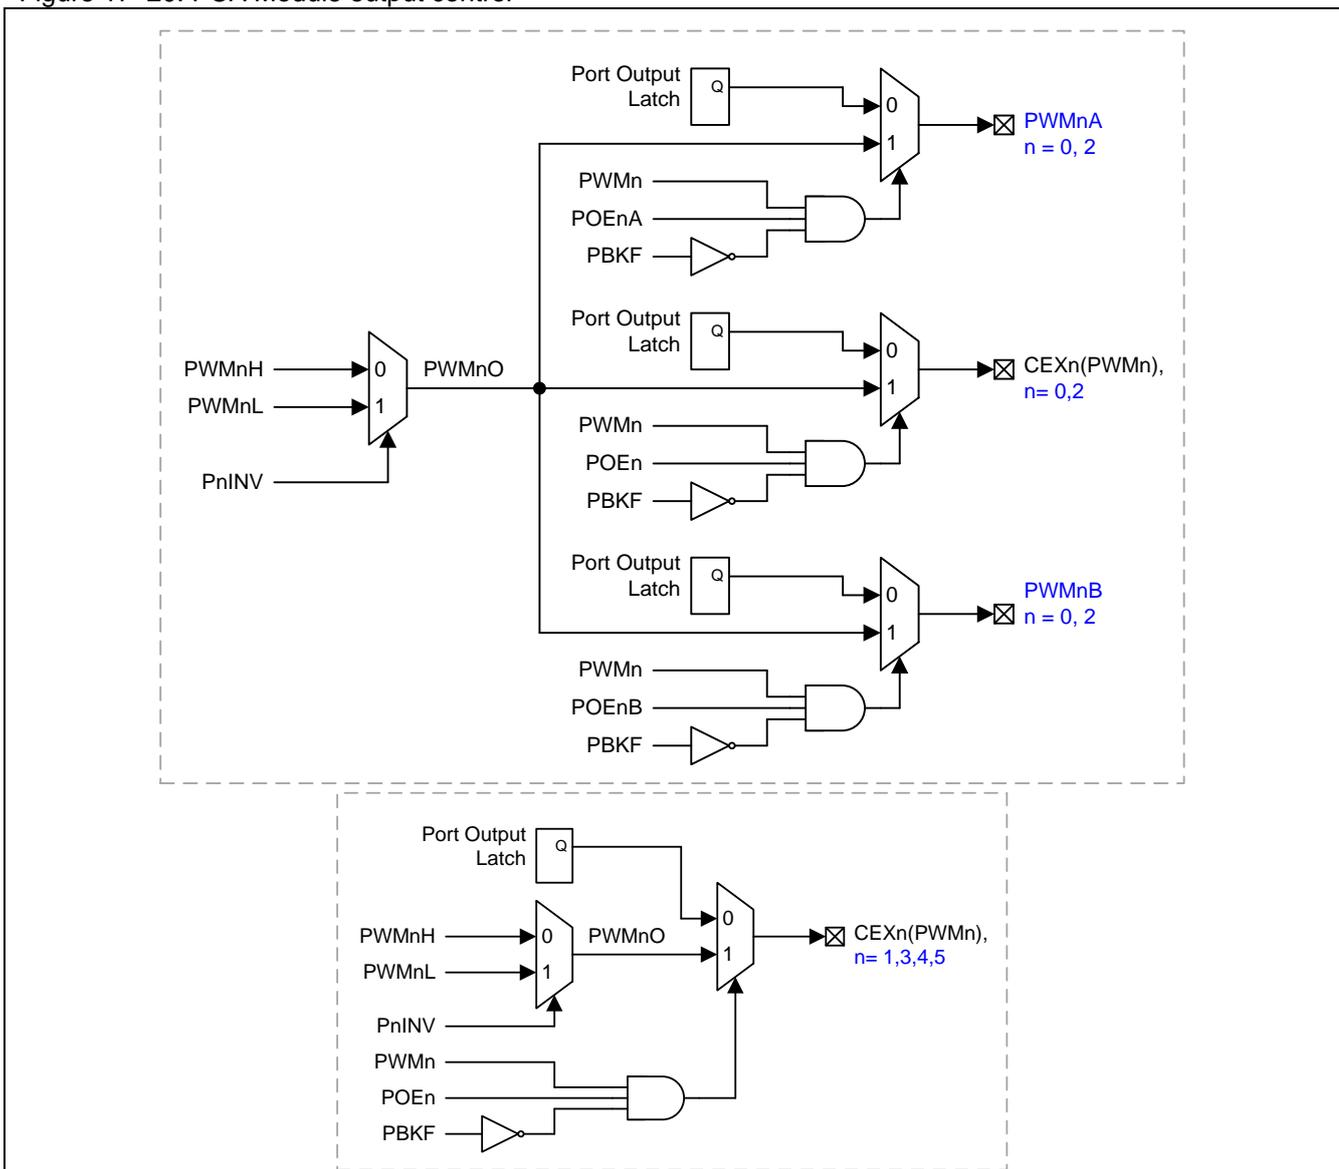 Port Output
Latch
Q
0
1
PWMnA
n = 0, 2
PWMn
POEnA
PBKF
Port Output
Latch
Q
0
1
CEXn(PWMn),
n= 0,2
PWMnH
PWMnL
0
1
PWMnO
PnINV
PWMn
POEn
PBKF
Port Output
Latch
Q
0
1
PWMnB
n = 0, 2
PWMn
POEnB
PBKF
Port Output
Latch
Q
0
1
CEXn(PWMn),
n= 1,3,4,5
PWMnH
PWMnL
0
1
PWMnO
PnINV
PWMn
POEn
PBKF